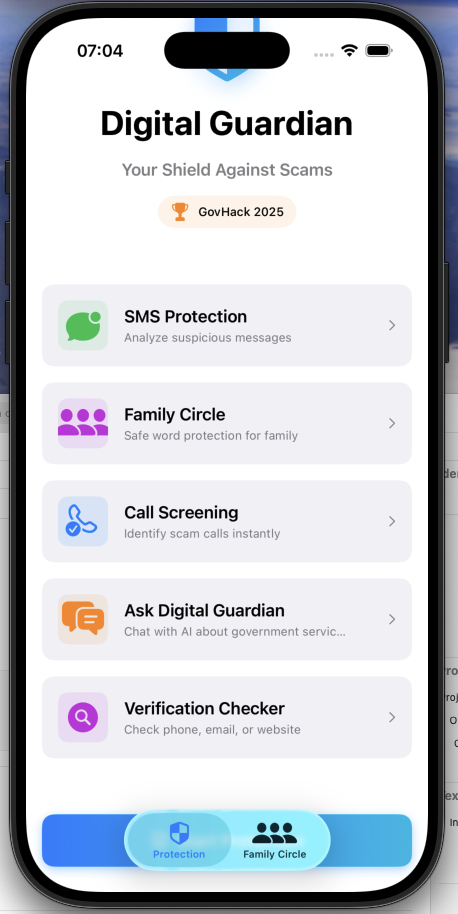 07:04
Digital Guardian
Your Shield Against Scams
GovHack 2025
SMS Protection
Analyze suspicious messages
Family Circle
Safe word protection for family
Call Screening
Identify scam calls instantly
Ask Digital Guardian
Chat with AI about government servic...
Verification Checker
Check phone, email, or website
Protection
Family Circle